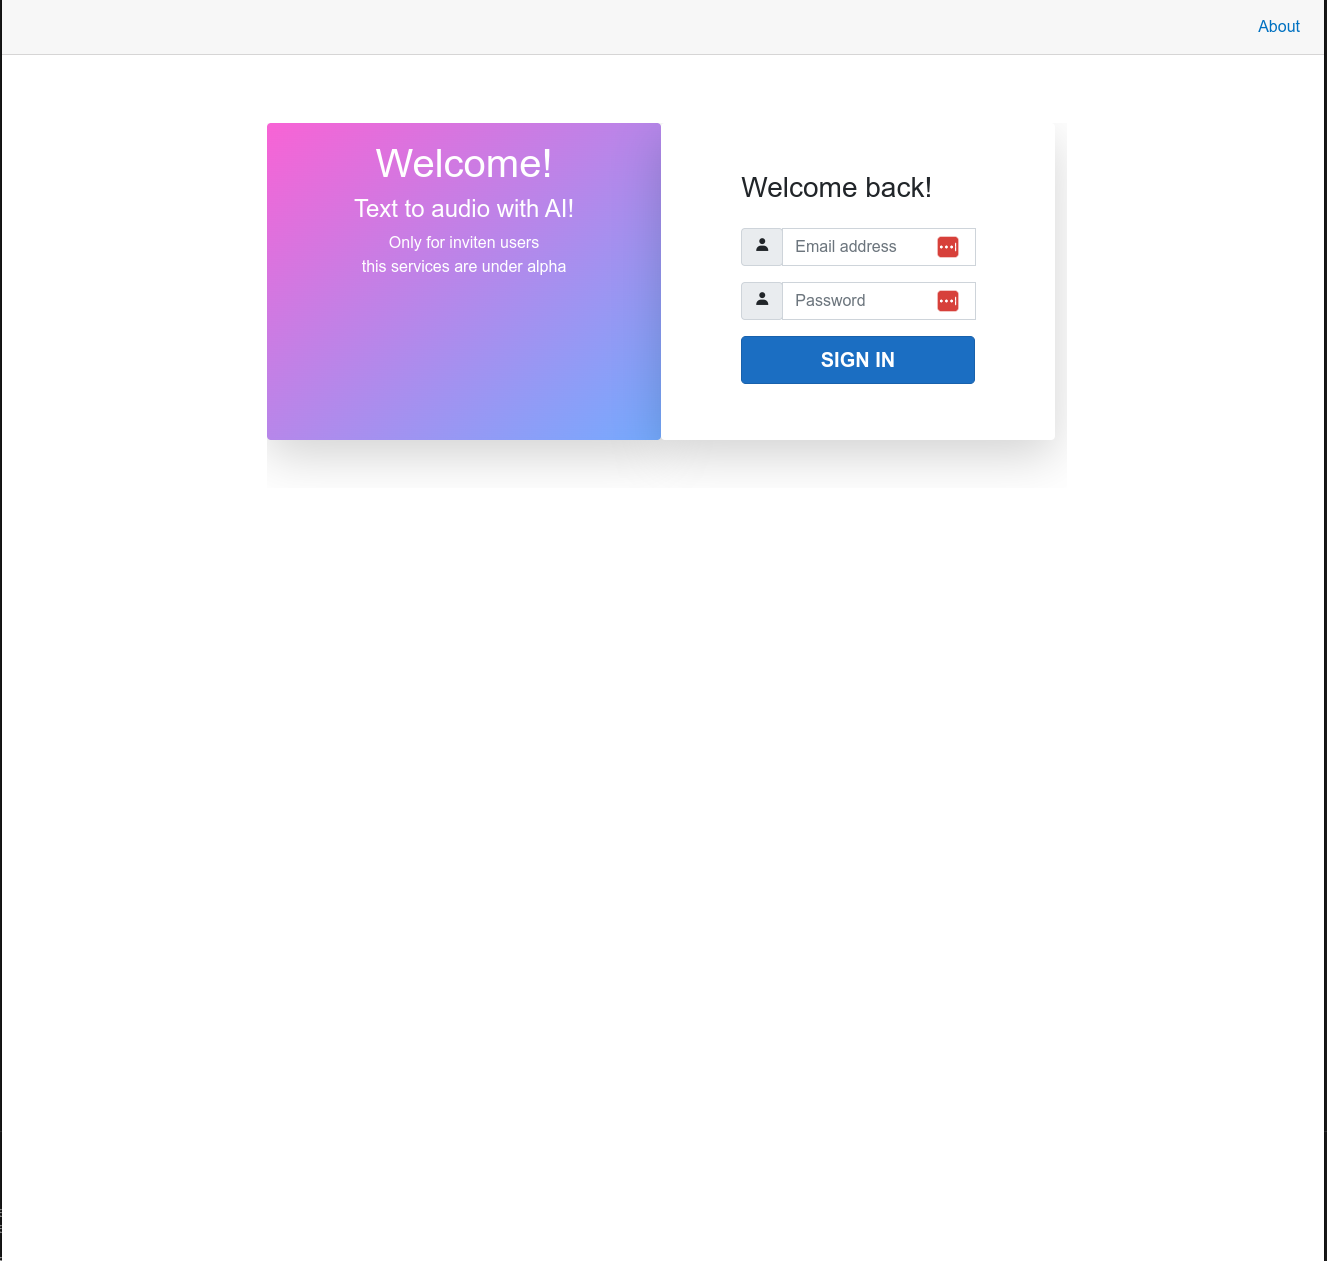 About
Welcome!
Text to audio with AI!
Only for inviten users
this services are under alpha
Welcome back!
Email address
Password
SIGN IN